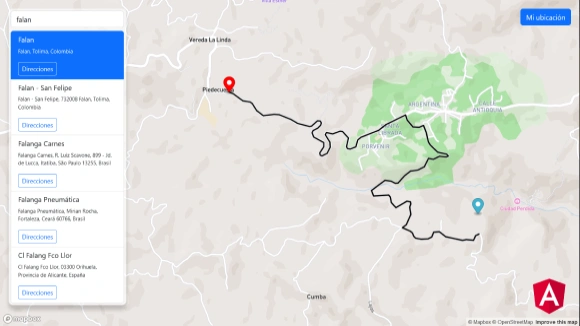 falan
Mi ubicación
Falan
Falan, Tolima, Colombia
Direcciones
Falan - San Felipe
Falan - San Felipe, 732008 Falan, Tolima,
Colombia
Direcciones
Falanga Carnes
Falanga Carnes, R. Luiz Scavone, 899 - Jd.
de Lucca, Itatiba, São Paulo 13255, Brasil
Direcciones
Falanga Pneumática
Falanga Pneumática, Mirian Rocha,
Fortaleza, Ceará 60766, Brasil
Direcciones
Cl Falang Fco Llor
Cl Falang Fco Llor, 03300 Orihuela,
Provincia de Alicante, España
Direcciones
Vereda La Linda
ARGENTINA
CALLE
ANTIOQUIA
PORVENIR
Ciudad Perdida
Cumba
mapbox
© Mapbox © OpenStreetMap Improve this map